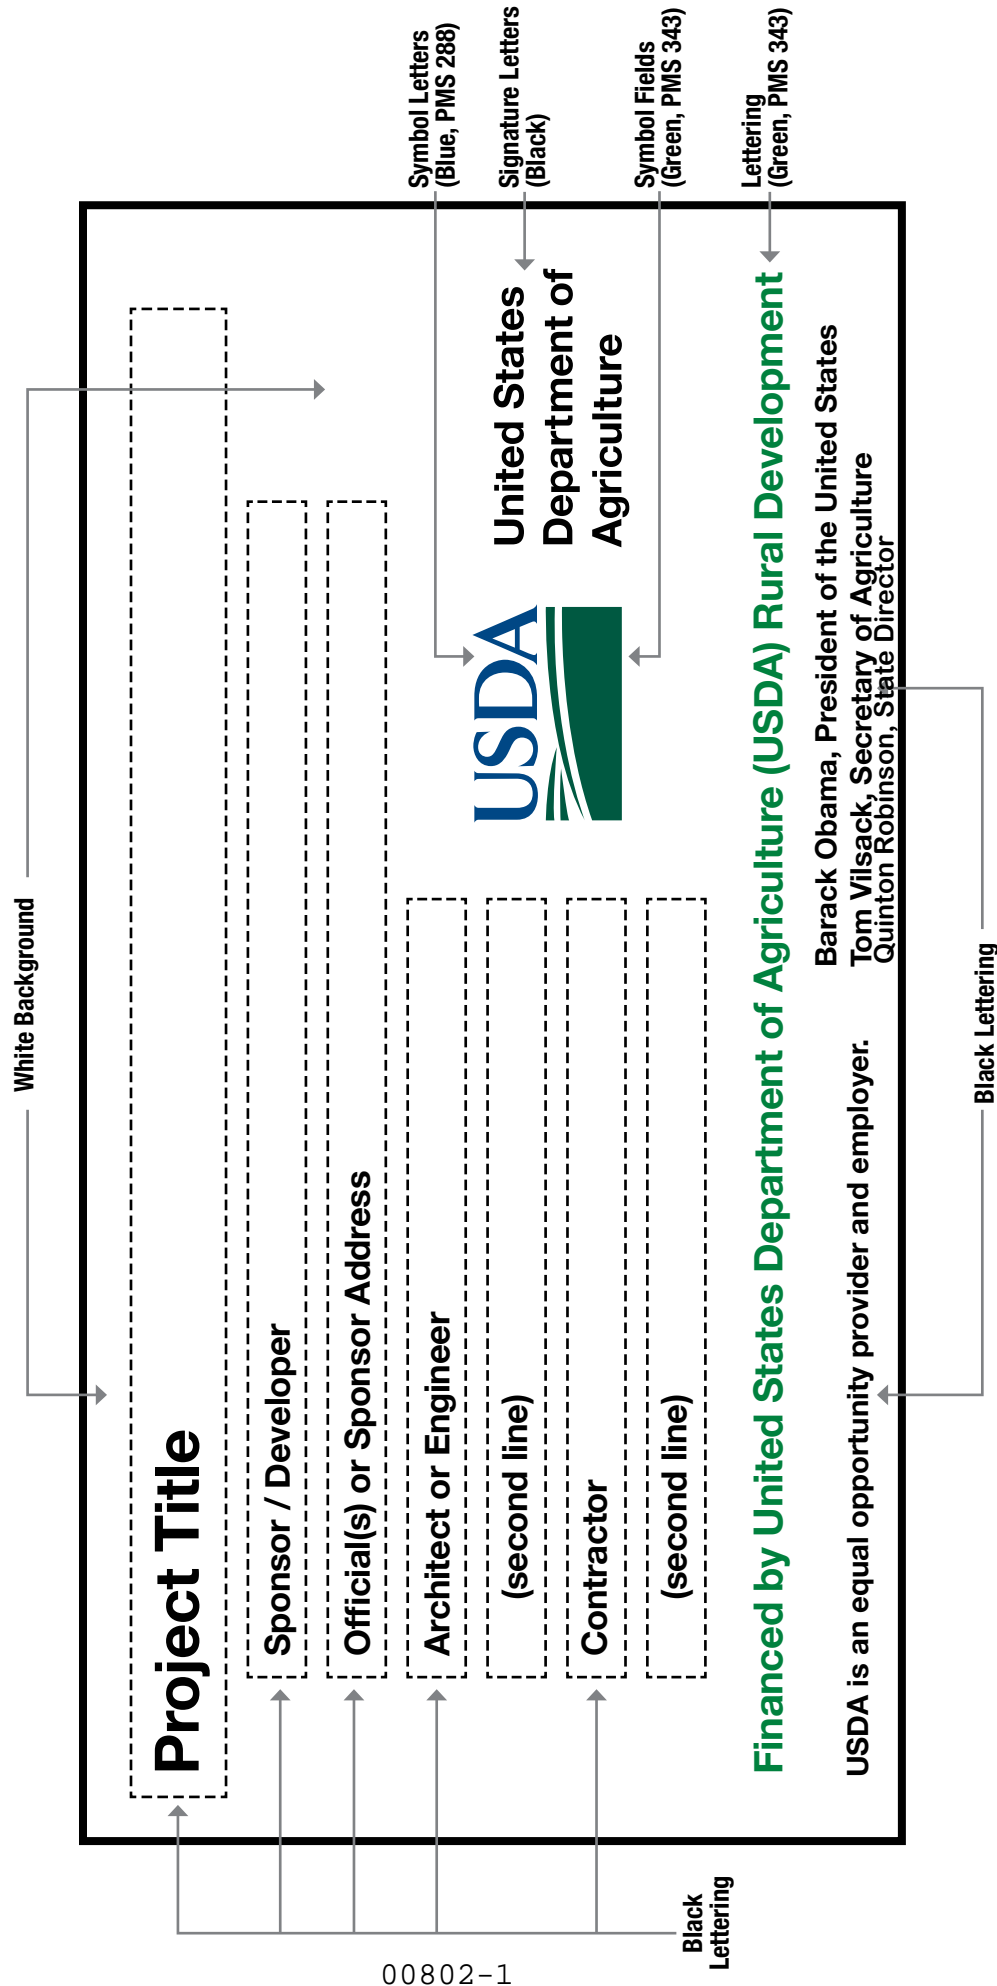 White Background
Project Title
Sponsor / Developer
Official(s) or Sponsor Address
Architect or Engineer
(second line)
Contractor
(second line)
USDA
United States
Department of
Agriculture
Symbol Letters
(Blue, PMS 288)
Signature Letters
(Black)
Symbol Fields
(Green, PMS 343)
Lettering
(Green, PMS 343)
Financed by United States Department of Agriculture (USDA) Rural Development
Barack Obama, President of the United States
Tom Vilsack, Secretary of Agriculture
Quinton Robinson, State Director
USDA is an equal opportunity provider and employer.
Black
Lettering
Black Lettering
00802-1